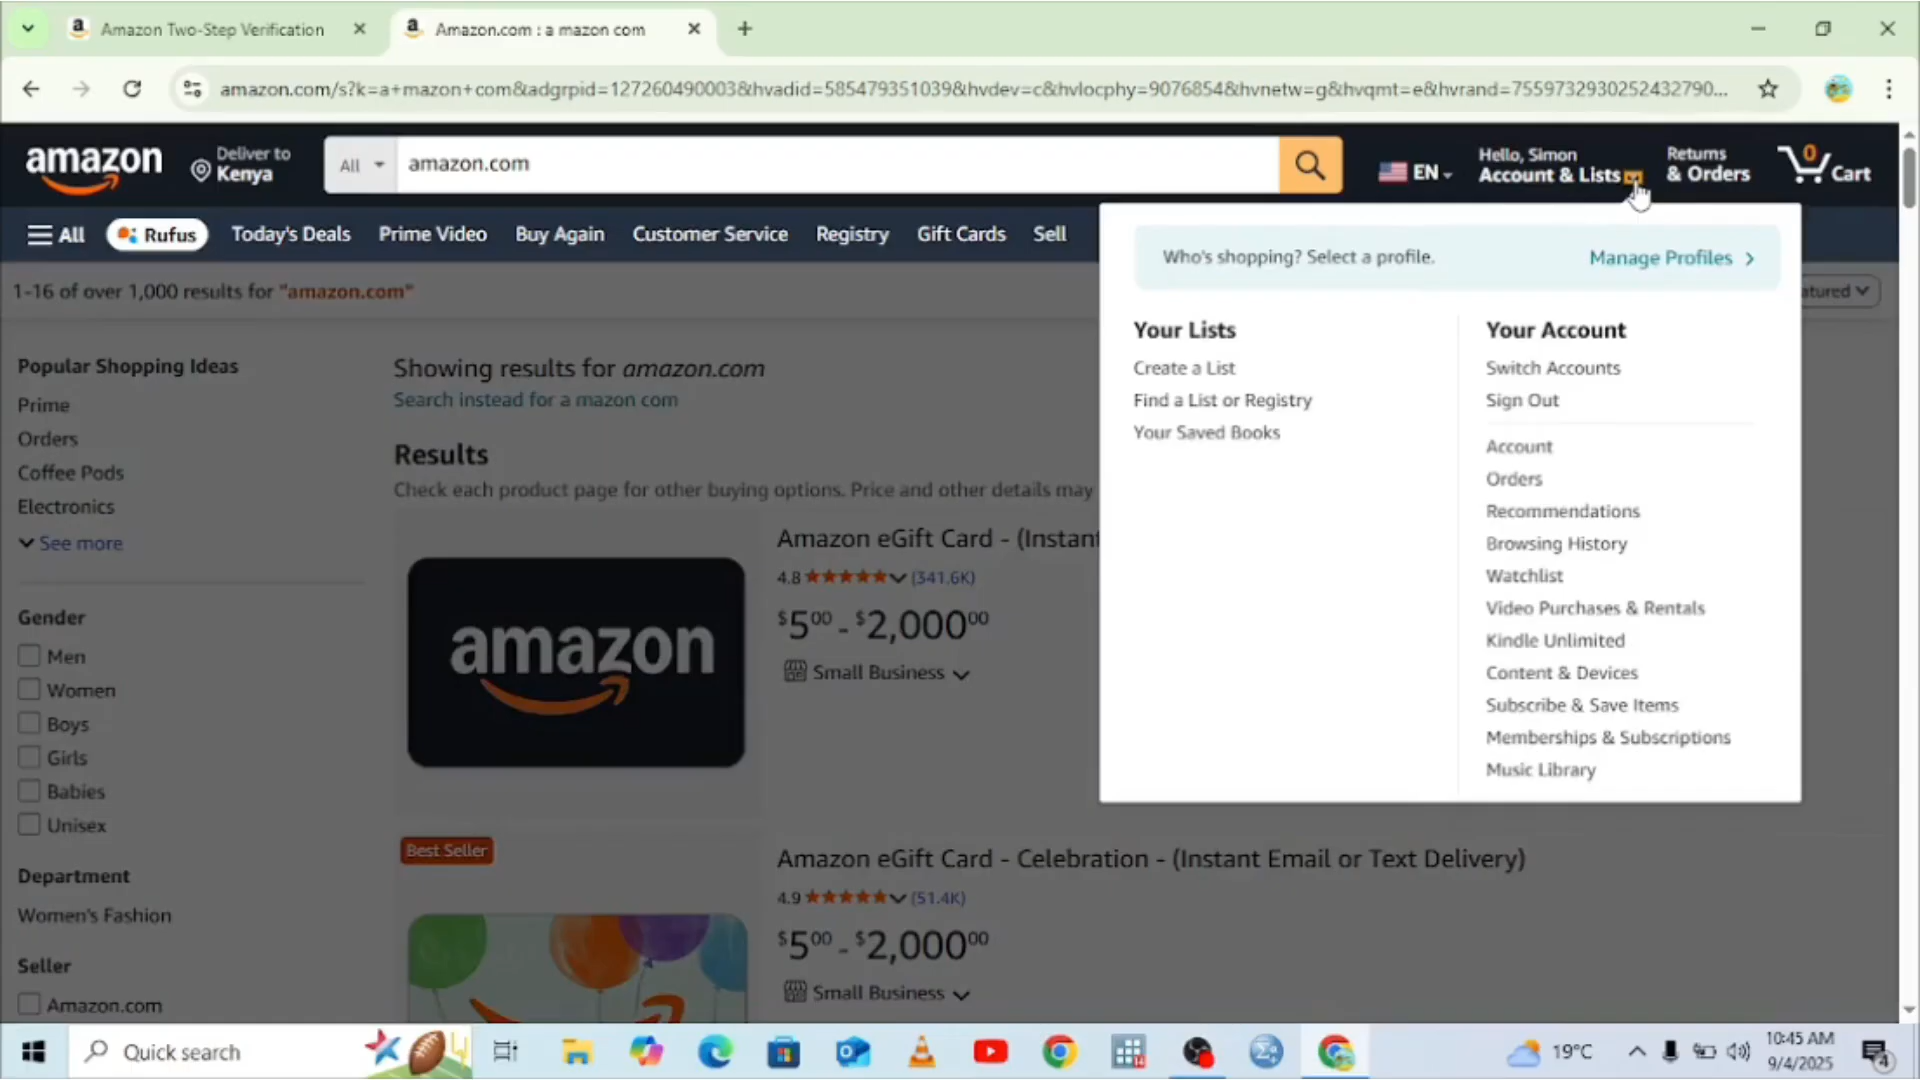 Amazon Two-Step Verification
Amazon.com : a mazon com
amazon.com/s?k=a+mazon+com&adgrpid=127260490003&hvadid=585479351039&hvdev=c&hvlocphy=9076854&hvnetw=g&hvqmt=e&hvrand=7559732930252432790...
amazon
Deliver to
Kenya
All
amazon.com
EN
Hello, Simon
Account & Lists
Returns
& Orders
0
Cart
All
Rufus
Today's Deals
Prime Video
Buy Again
Customer Service
Registry
Gift Cards
Sell
Who's shopping? Select a profile.
Manage Profiles
1-16 of over 1,000 results for "amazon.com"
atured
Your Lists
Create a List
Find a List or Registry
Your Saved Books
Your Account
Switch Accounts
Sign Out
Account
Orders
Recommendations
Browsing History
Watchlist
Video Purchases & Rentals
Kindle Unlimited
Content & Devices
Subscribe & Save Items
Memberships & Subscriptions
Music Library
Popular Shopping Ideas
Prime
Orders
Coffee Pods
Electronics
See more
Gender
Men
Women
Boys
Girls
Babies
Unisex
Department
Women's Fashion
Seller
Amazon.com
Showing results for amazon.com
Search instead for a mazon com
Results
Check each product page for other buying options. Price and other details may
amazon
Amazon eGift Card - (Instant
4.8 (341.6K)
$500 - $2,00000
Small Business
Best Seller
Amazon eGift Card - Celebration - (Instant Email or Text Delivery)
4.9 (51.4K)
$500 - $2,00000
Small Business
Quick search
19°C
10:45 AM
9/4/2025
4